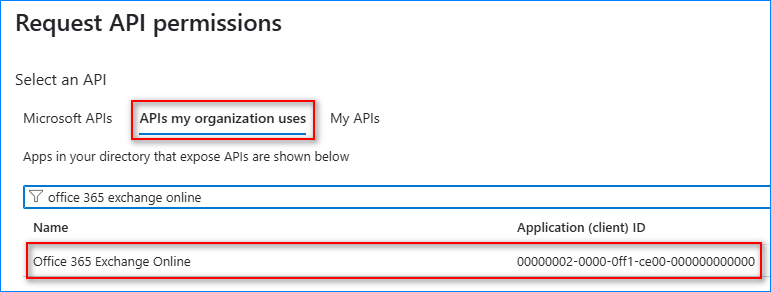 Request API permissions
Select an API
Microsoft APIs APIs my organization uses My APIs
Apps in your directory that expose APIs are shown below
office 365 exchange online
Name Application (client) ID
Office 365 Exchange Online 00000002-0000-0ff1-ce00-000000000000